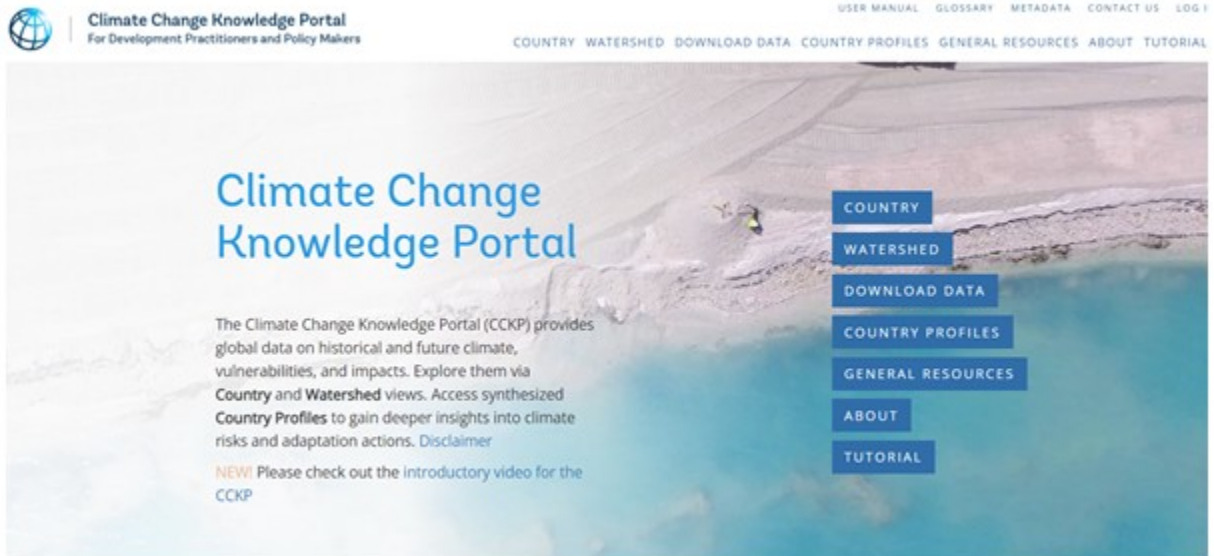 Climate Change Knowledge Portal
For Development Practitioners and Policy Makers
USER MANUAL GLOSSARY METADATA CONTACT US LOG I
COUNTRY WATERSHED DOWNLOAD DATA COUNTRY PROFILES GENERAL RESOURCES ABOUT TUTORIAL
Climate Change
Knowledge Portal
The Climate Change Knowledge Portal (CCKP) provides
global data on historical and future climate,
vulnerabilities, and impacts. Explore them via
Country and Watershed views. Access synthesized
Country Profiles to gain deeper insights into climate
risks and adaptation actions. Disclaimer
NEW! Please check out the introductory video for the
CCKP
COUNTRY
WATERSHED
DOWNLOAD DATA
COUNTRY PROFILES
GENERAL RESOURCES
ABOUT
TUTORIAL